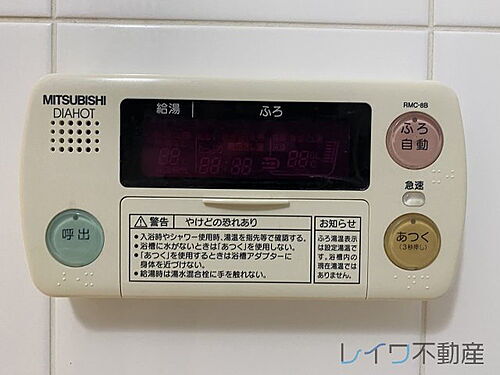 MITSUBISHI
DIAHOT
給湯
ふろ
RMC-8B
ふろ
自動
急速
呼出
あつく
(3秒押し)
⚠警告 やけどの恐れあり
●入浴時やシャワー使用時、湯温を指先等で確認する。
●浴槽に水がないときは「あつく」を使用しない。
●「あつく」を使用するときは浴槽アダプターに
身体を近づけない。
●給湯時は湯水混合栓に手を触れない。
お知らせ
ふろ湯温表示
は設定湯温で
す。浴槽内の
現在湯温では
ありません。
レイワ不動産